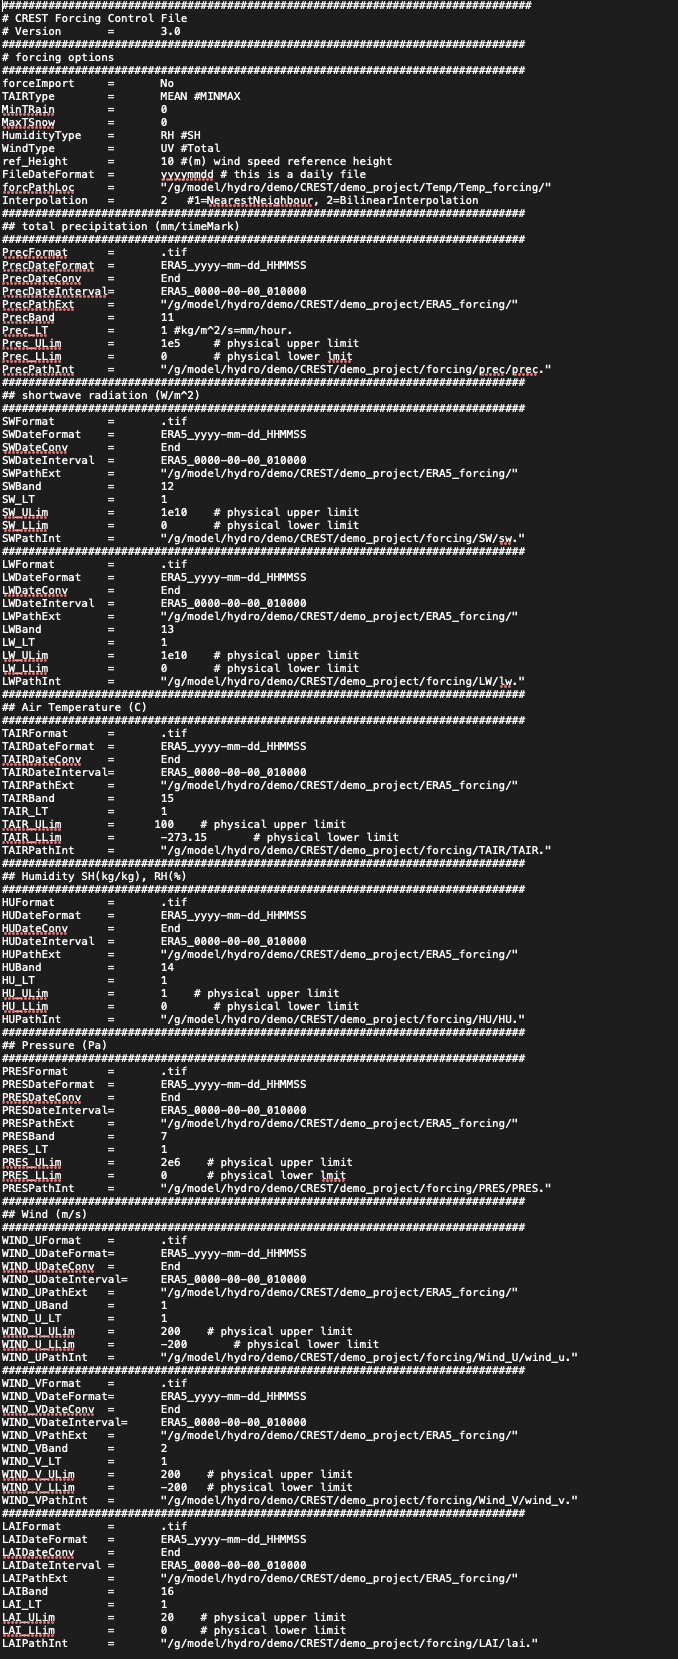 ################################################################################
# CREST Forcing Control File
# Version       =       3.0
###############################################################################
# forcing options
###############################################################################
forceImport     =       No
TAIRType        =       MEAN #MINMAX
MinTRain        =       0
MaxTSnow        =       0
HumidityType    =       RH #SH
WindType        =       UV #Total
ref_Height      =       10 #(m) wind speed reference height
FileDateFormat  =       yyyymmdd # this is a daily file
forcPathLoc     =       "/g/model/hydro/demo/CREST/demo_project/Temp/Temp_forcing/"
Interpolation   =       2   #1=NearestNeighbour, 2=BilinearInterpolation
###############################################################################
## total precipitation (mm/timeMark)
###############################################################################
PrecFormat      =       .tif
PrecDateFormat  =       ERA5_yyyy-mm-dd_HHMMSS
PrecDateConv    =       End
PrecDateInterval=       ERA5_0000-00-00_010000
PrecPathExt     =       "/g/model/hydro/demo/CREST/demo_project/ERA5_forcing/"
PrecBand        =       11
Prec_LT         =       1 #kg/m^2/s=mm/hour.
Prec_ULim       =       1e5     # physical upper limit
Prec_LLim       =       0       # physical lower lmit
PrecPathInt     =       "/g/model/hydro/demo/CREST/demo_project/forcing/prec/prec."
###############################################################################
## shortwave radiation (W/m^2)
###############################################################################
SWFormat        =       .tif
SWDateFormat    =       ERA5_yyyy-mm-dd_HHMMSS
SWDateConv      =       End
SWDateInterval  =       ERA5_0000-00-00_010000
SWPathExt       =       "/g/model/hydro/demo/CREST/demo_project/ERA5_forcing/"
SWBand          =       12
SW_LT           =       1
SW_ULim         =       1e10    # physical upper limit
SW_LLim         =       0       # physical lower limit
SWPathInt       =       "/g/model/hydro/demo/CREST/demo_project/forcing/SW/sw."
###############################################################################
LWFormat        =       .tif
LWDateFormat    =       ERA5_yyyy-mm-dd_HHMMSS
LWDateConv      =       End
LWDateInterval  =       ERA5_0000-00-00_010000
LWPathExt       =       "/g/model/hydro/demo/CREST/demo_project/ERA5_forcing/"
LWBand          =       13
LW_LT           =       1
LW_ULim         =       1e10    # physical upper limit
LW_LLim         =       0       # physical lower limit
LWPathInt       =       "/g/model/hydro/demo/CREST/demo_project/forcing/LW/lw."
###############################################################################
## Air Temperature (C)
###############################################################################
TAIRFormat      =       .tif
TAIRDateFormat  =       ERA5_yyyy-mm-dd_HHMMSS
TAIRDateConv    =       End
TAIRDateInterval=       ERA5_0000-00-00_010000
TAIRPathExt     =       "/g/model/hydro/demo/CREST/demo_project/ERA5_forcing/"
TAIRBand        =       15
TAIR_LT         =       1
TAIR_ULim       =      100    # physical upper limit
TAIR_LLim       =       -273.15       # physical lower limit
TAIRPathInt     =       "/g/model/hydro/demo/CREST/demo_project/forcing/TAIR/TAIR."
###############################################################################
## Humidity SH(kg/kg), RH(%)
###############################################################################
HUFormat        =       .tif
HUDateFormat    =       ERA5_yyyy-mm-dd_HHMMSS
HUDateConv      =       End
HUDateInterval  =       ERA5_0000-00-00_010000
HUPathExt       =       "/g/model/hydro/demo/CREST/demo_project/ERA5_forcing/"
HUBand          =       14
HU_LT           =       1
HU_ULim         =       1    # physical upper limit
HU_LLim         =       0       # physical lower limit
HUPathInt       =       "/g/model/hydro/demo/CREST/demo_project/forcing/HU/HU."
###############################################################################
## Pressure (Pa)
###############################################################################
PRESFormat      =       .tif
PRESDateFormat  =       ERA5_yyyy-mm-dd_HHMMSS
PRESDateConv    =       End
PRESDateInterval=       ERA5_0000-00-00_010000
PRESPathExt     =       "/g/model/hydro/demo/CREST/demo_project/ERA5_forcing/"
PRESBand        =       7
PRES_LT         =       1
PRES_ULim       =       2e6    # physical upper limit
PRES_LLim       =       0      # physical lower lmit
PRESPathInt     =       "/g/model/hydro/demo/CREST/demo_project/forcing/PRES/PRES."
###############################################################################
## Wind (m/s)
###############################################################################
WIND_UFormat    =       .tif
WIND_UDateFormat=       ERA5_yyyy-mm-dd_HHMMSS
WIND_UDateConv  =       End
WIND_UDateInterval=     ERA5_0000-00-00_010000
WIND_UPathExt   =       "/g/model/hydro/demo/CREST/demo_project/ERA5_forcing/"
WIND_UBand      =       1
WIND_U_LT       =       1
WIND_U_ULim     =       200    # physical upper limit
WIND_U_LLim     =       -200       # physical lower limit
WIND_UPathInt   =       "/g/model/hydro/demo/CREST/demo_project/forcing/Wind_U/wind_u."
###############################################################################
WIND_VFormat    =       .tif
WIND_VDateFormat=       ERA5_yyyy-mm-dd_HHMMSS
WIND_VDateConv  =       End
WIND_VDateInterval=     ERA5_0000-00-00_010000
WIND_VPathExt   =       "/g/model/hydro/demo/CREST/demo_project/ERA5_forcing/"
WIND_VBand      =       2
WIND_V_LT       =       1
WIND_V_ULim     =       200    # physical upper limit
WIND_V_LLim     =       -200   # physical lower limit
WIND_VPathInt   =       "/g/model/hydro/demo/CREST/demo_project/forcing/Wind_V/wind_v."
###############################################################################
LAIFormat       =       .tif
LAIDateFormat   =       ERA5_yyyy-mm-dd_HHMMSS
LAIDateConv     =       End
LAIDateInterval =       ERA5_0000-00-00_010000
LAIPathExt      =       "/g/model/hydro/demo/CREST/demo_project/ERA5_forcing/"
LAIBand         =       16
LAI_LT          =       1
LAI_ULim        =       20    # physical upper limit
LAI_LLim        =       0     # physical lower limit
LAIPathInt      =       "/g/model/hydro/demo/CREST/demo_project/forcing/LAI/lai."